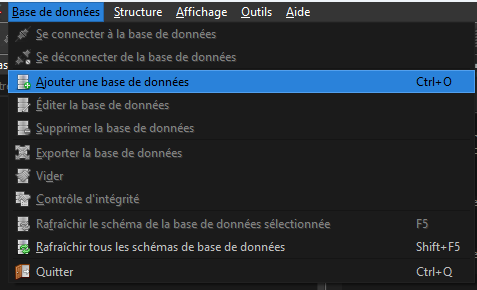 Base de données Structure Affichage Outils Aide
Se connecter à la base de données
Se déconnecter de la base de données
Ajouter une base de données Ctrl+O
Éditer la base de données
Supprimer la base de données
Exporter la base de données
Vider
Contrôle d'intégrité
Rafraîchir le schéma de la base de données sélectionnée F5
Rafraîchir tous les schémas de base de données Shift+F5
Quitter Ctrl+Q